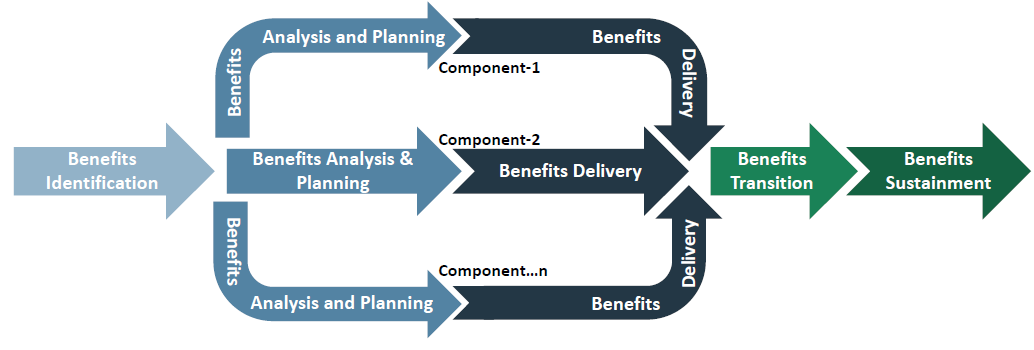 Benefits
Identification
Benefits
Analysis and Planning
Component-1
Benefits
Delivery
Benefits Analysis &
Planning
Component-2
Benefits Delivery
Benefits
Analysis and Planning
Component...n
Benefits
Delivery
Benefits
Transition
Benefits
Sustainment